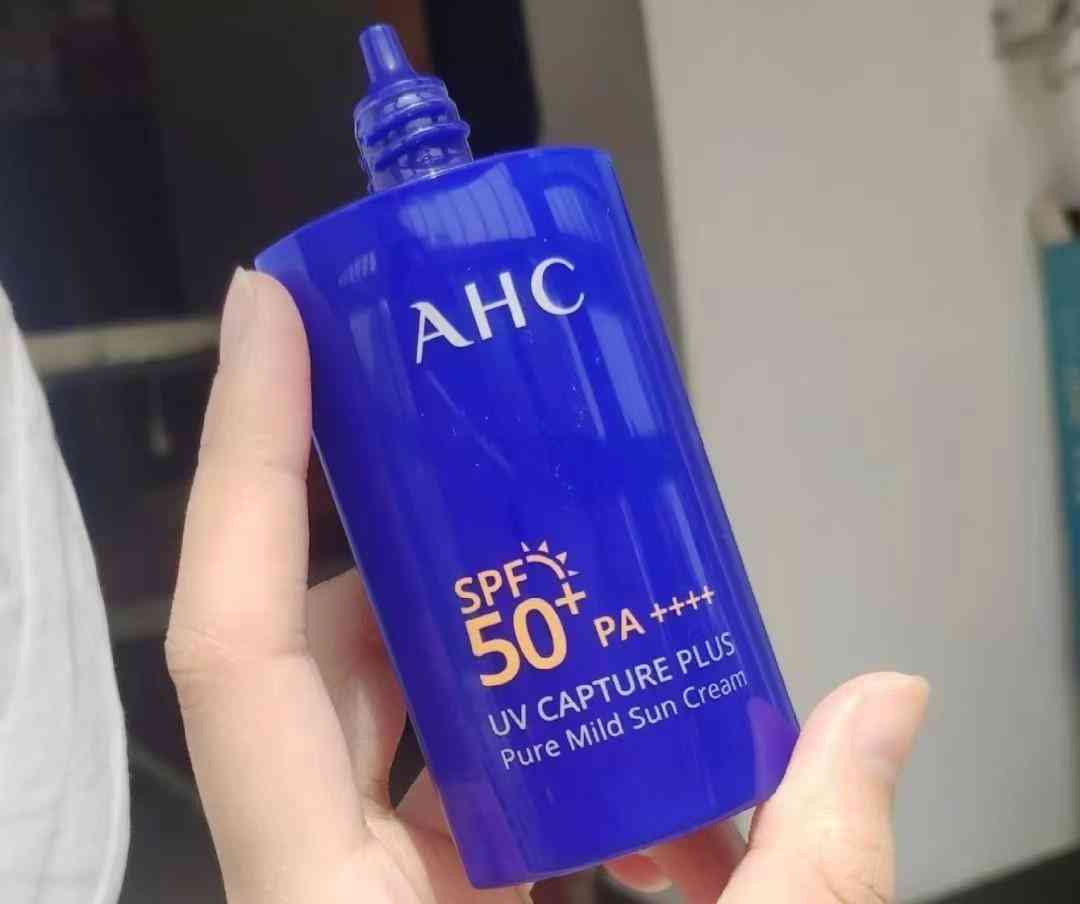 AHC
SPF
50+ PA ++++
UV CAPTURE PLUS
Pure Mild Sun Cream